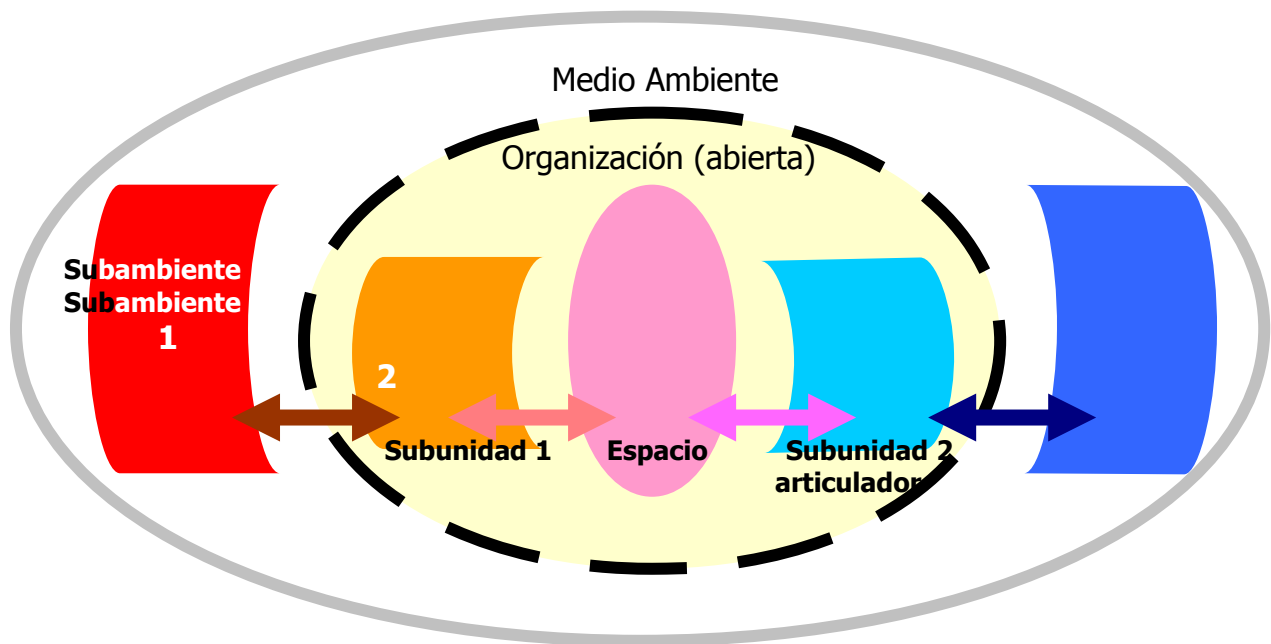 Medio Ambiente
Organización (abierta)
Subambiente
Subambiente
1
2
Subunidad 1 Espacio Subunidad 2
articulador